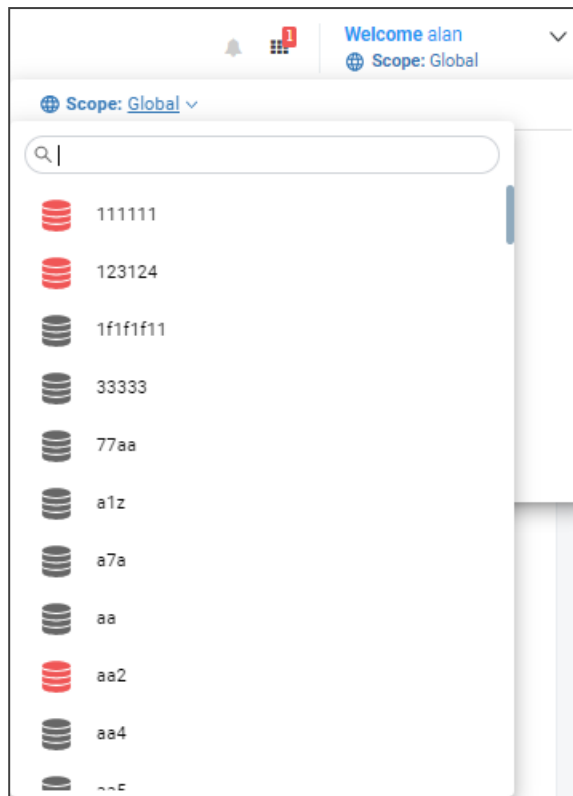 1
Welcome alan
Scope: Global
Scope: Global
111111
123124
1f1f1f11
33333
77aa
a1z
a7a
aa
aa2
aa4